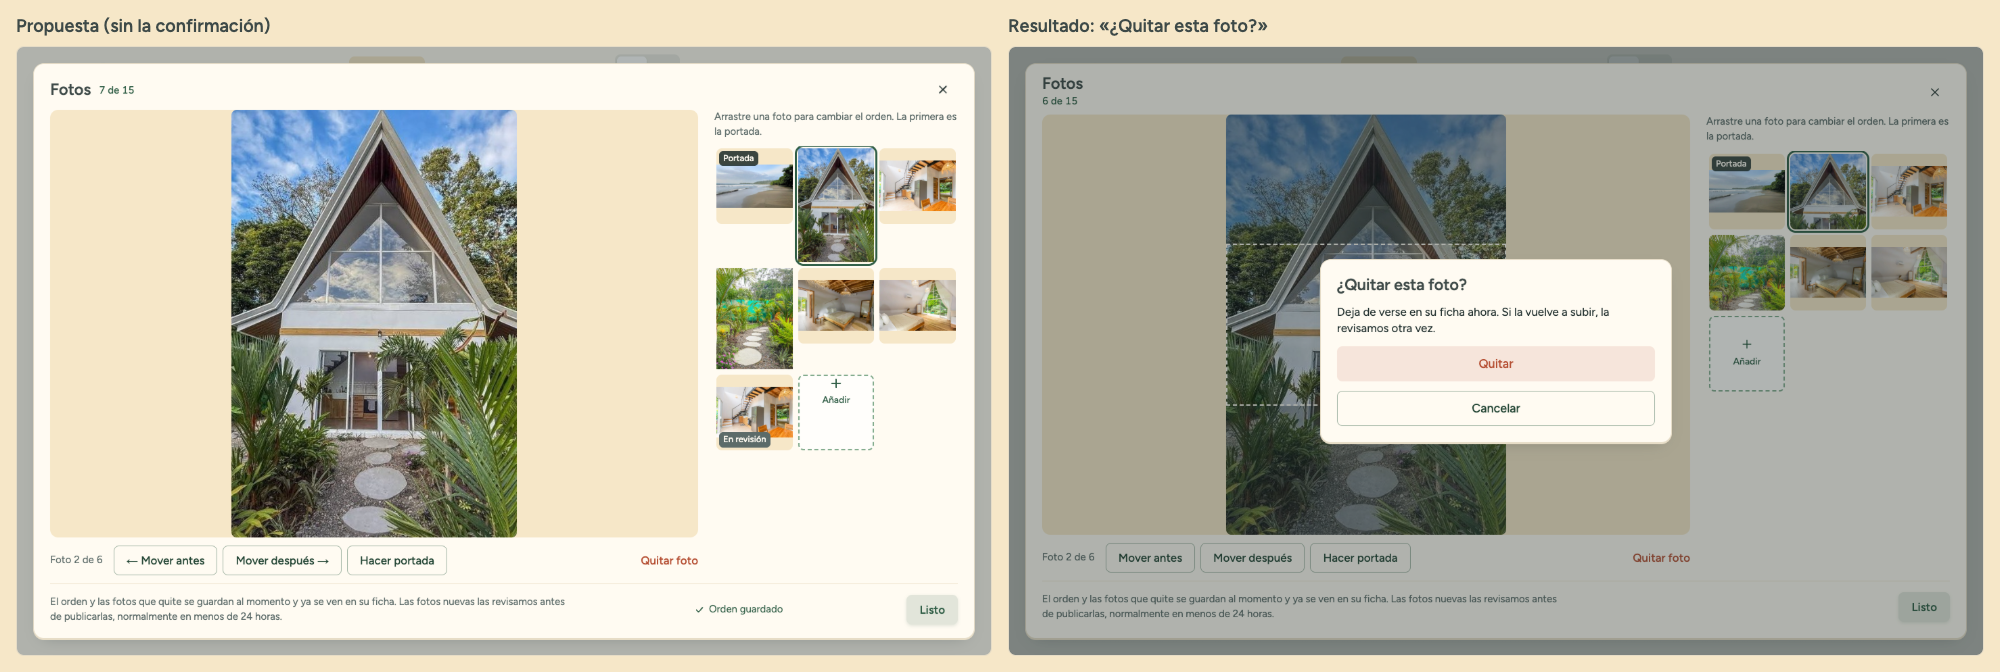 Propuesta (sin la confirmación)
Fotos 7 de 15
Arrastre una foto para cambiar el orden. La primera es
la portada.
Portada
+
Añadir
En revisión
Foto 2 de 6
← Mover antes
Mover después →
Hacer portada
Quitar foto
El orden y las fotos que quite se guardan al momento y ya se ven en su ficha. Las fotos nuevas las revisamos antes
de publicarlas, normalmente en menos de 24 horas.
✓ Orden guardado
Listo
Resultado: «¿Quitar esta foto?»
Fotos
6 de 15
Arrastre una foto para cambiar el orden. La primera es
la portada.
Portada
+
Añadir
¿Quitar esta foto?
Deja de verse en su ficha ahora. Si la vuelve a subir, la
revisamos otra vez.
Quitar
Cancelar
Foto 2 de 6
Mover antes
Mover después
Hacer portada
Quitar foto
El orden y las fotos que quite se guardan al momento y ya se ven en su ficha. Las fotos nuevas las revisamos antes
de publicarlas, normalmente en menos de 24 horas.
Listo